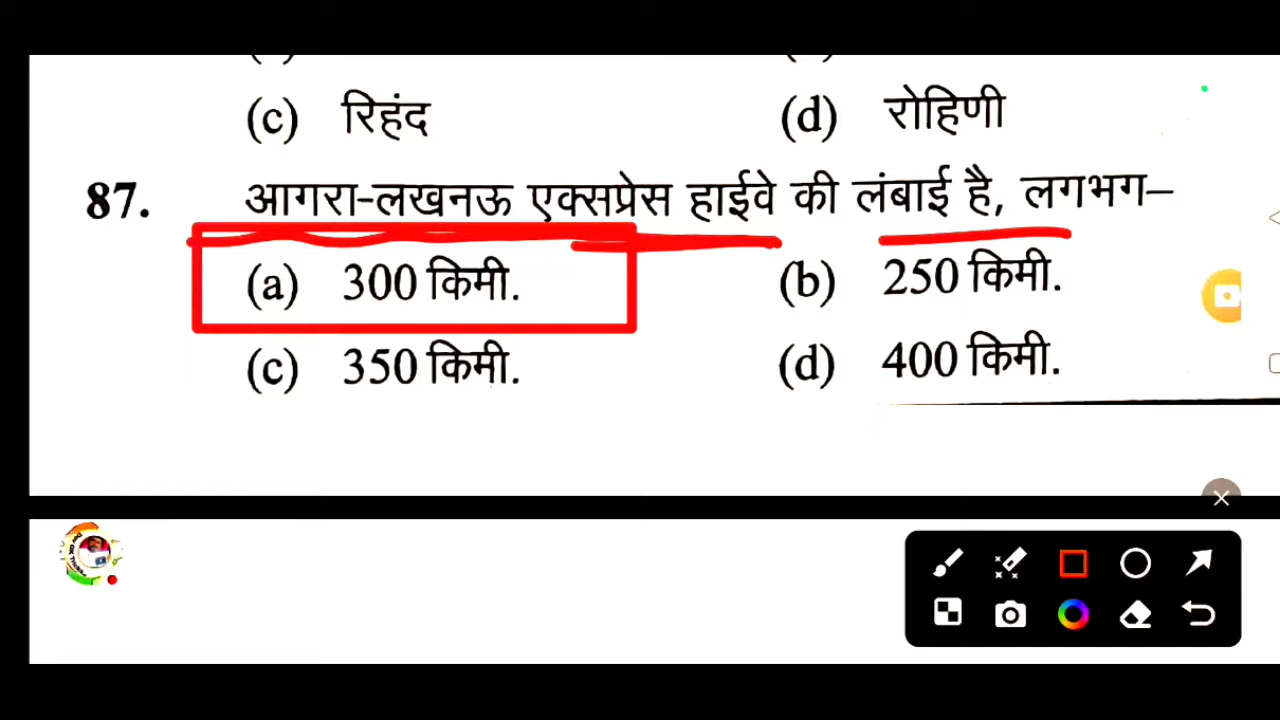 (c) रिहंद (d) रोहिणी
87. आगरा-लखनऊ एक्सप्रेस हाईवे की लंबाई है, लगभग–
(a) 300 किमी. (b) 250 किमी.
(c) 350 किमी. (d) 400 किमी.